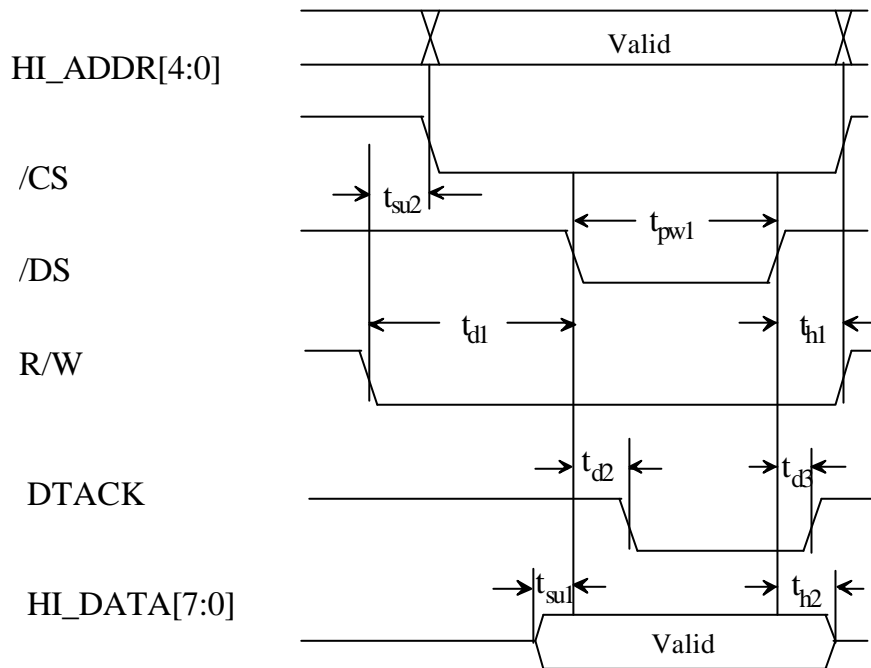 Valid
HI_ADDR[4:0]
/CS
tsu2
tpw1
/DS
td1
th1
R/W
td2
td3
DTACK
tsu1
th2
HI_DATA[7:0]
Valid